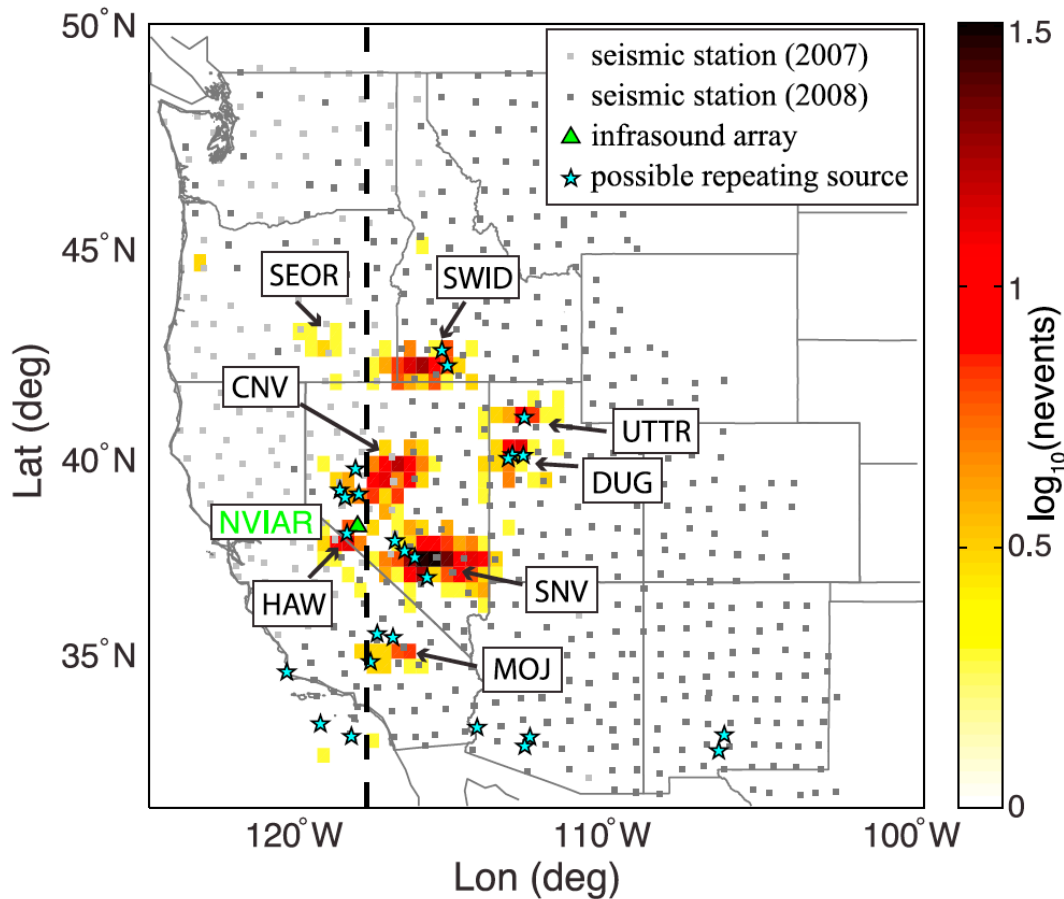 50°N
45°N
40°N
35°N
Lat (deg)
120°W
110°W
100°W
Lon (deg)
seismic station (2007)
seismic station (2008)
infrasound array
possible repeating source
SEOR
SWID
CNV
UTTR
DUG
NVIAR
HAW
SNV
MOJ
1.5
1
0.5
0
log10(nevents)